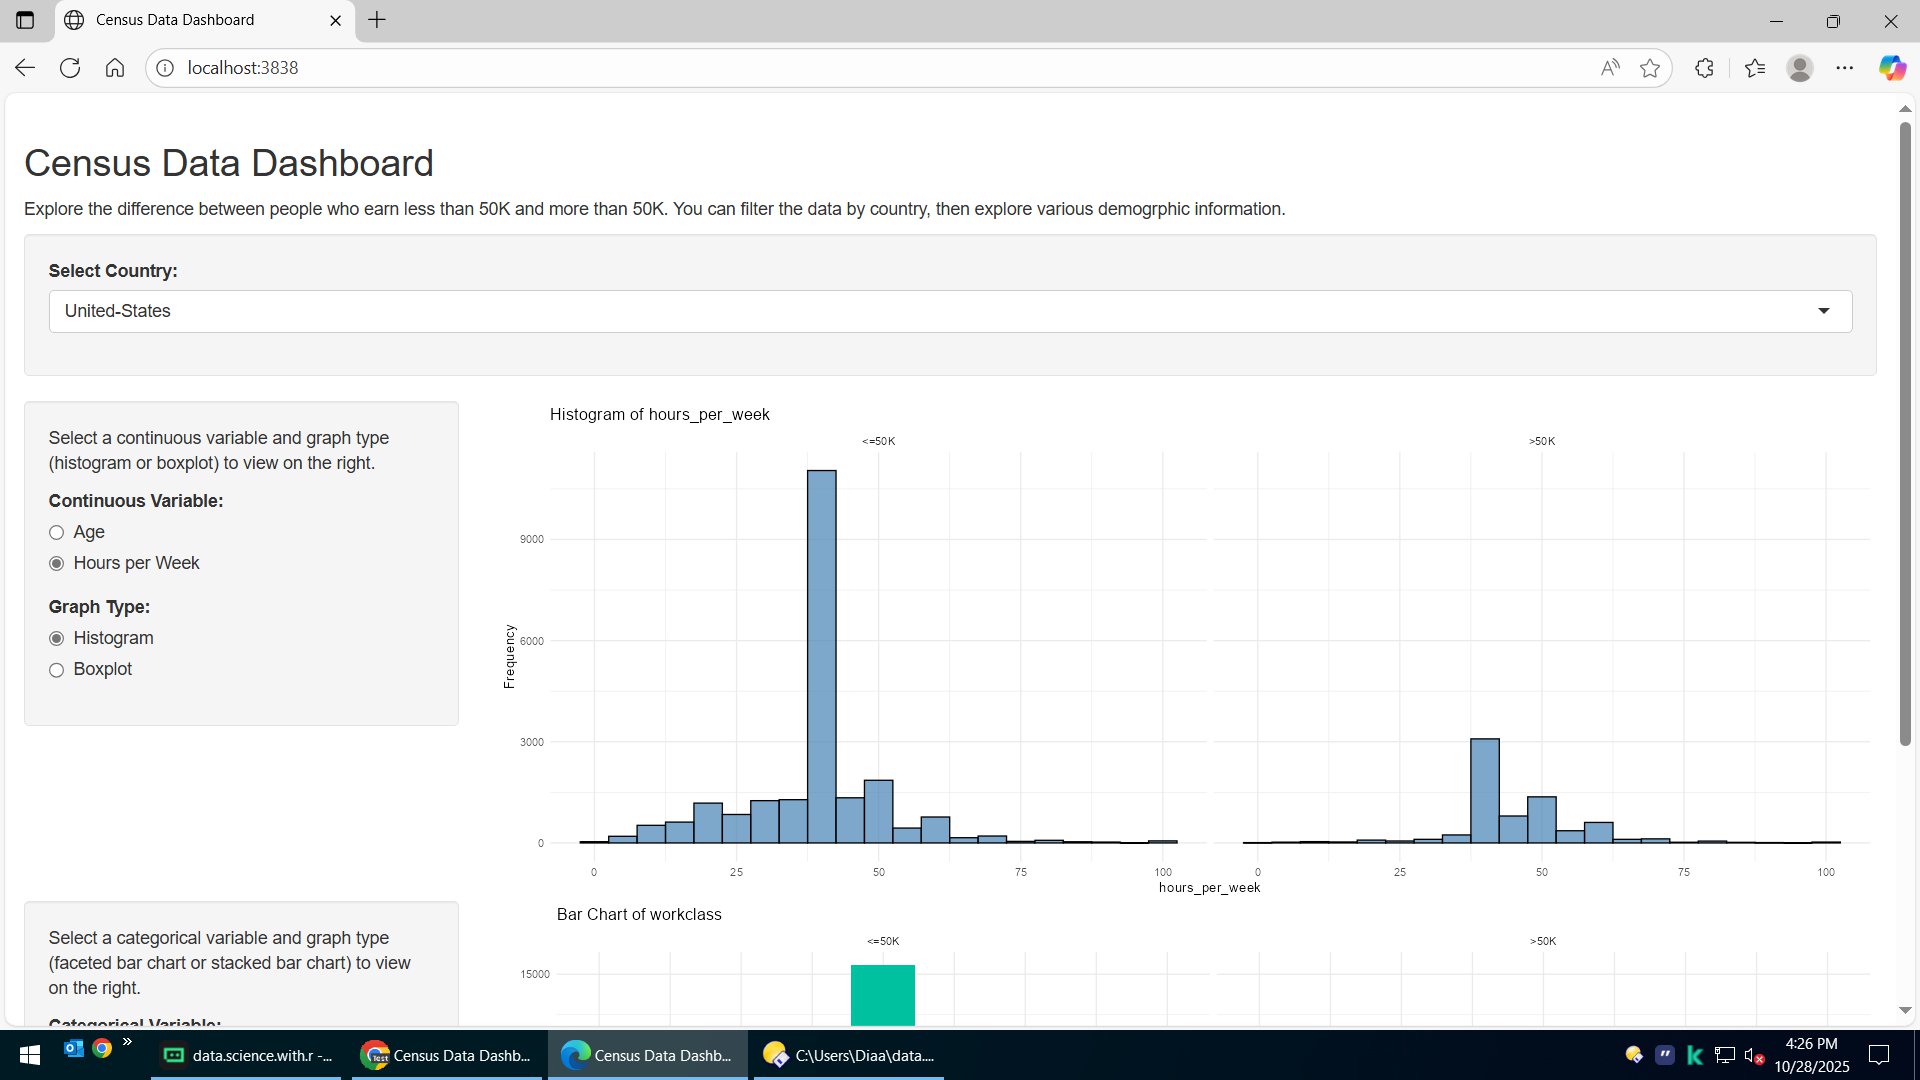 Census Data Dashboard
localhost:3838
Census Data Dashboard
Explore the difference between people who earn less than 50K and more than 50K. You can filter the data by country, then explore various demogrphic information.
Select Country:
United-States
Select a continuous variable and graph type
(histogram or boxplot) to view on the right.
Continuous Variable:
Age
Hours per Week
Graph Type:
Histogram
Boxplot
Histogram of hours_per_week
<=50K
>50K
Frequency
9000
6000
3000
0
0 25 50 75 100
0 25 50 75 100
hours_per_week
Select a categorical variable and graph type
(faceted bar chart or stacked bar chart) to view
on the right.
Categorical Variable:
Bar Chart of workclass
<=50K
>50K
15000
data.science.with.r -...
Test
Census Data Dashb...
Census Data Dashb...
C:\Users\Diaa\data....
4:26 PM
10/28/2025